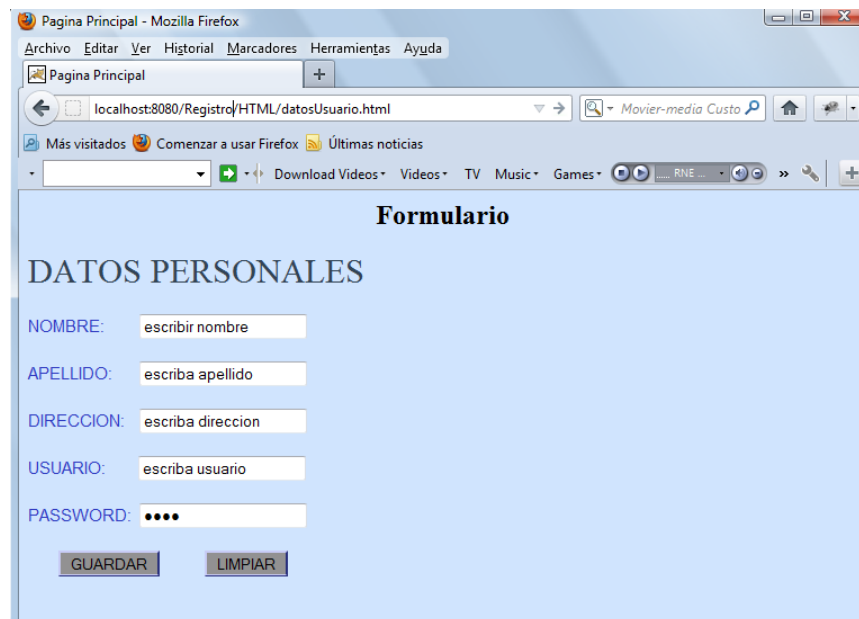 Pagina Principal - Mozilla Firefox
Archivo Editar Ver Historial Marcadores Herramientas Ayuda
Pagina Principal
localhost:8080/Registro/HTML/datosUsuario.html Movier-media Custo
Más visitados Comenzar a usar Firefox Últimas noticias
Download Videos Videos TV Music Games ..... RNE ... »
Formulario
DATOS PERSONALES
NOMBRE: escribir nombre
APELLIDO: escriba apellido
DIRECCION: escriba direccion
USUARIO: escriba usuario
PASSWORD: ••••
GUARDAR LIMPIAR